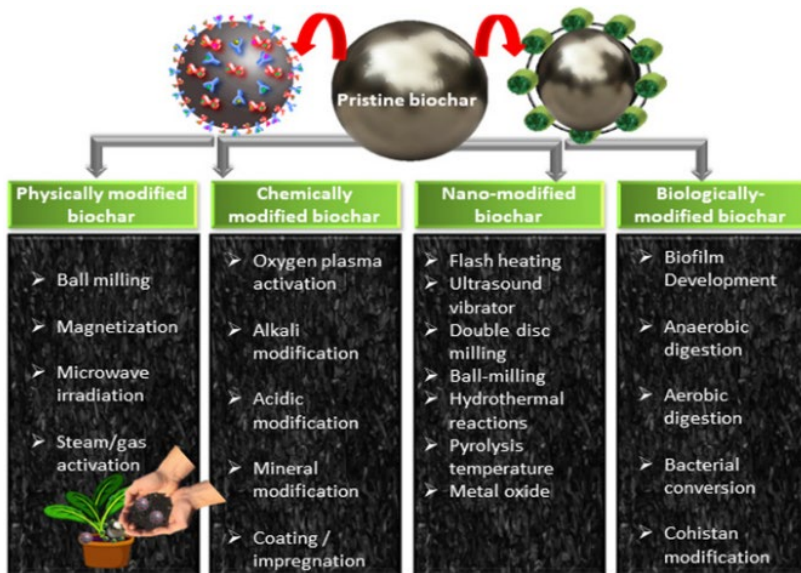 Pristine biochar
Physically modified
biochar
Ball milling
Magnetization
Microwave
irradiation
Steam/gas
activation
Chemically
modified biochar
Oxygen plasma
activation
Alkali
modification
Acidic
modification
Mineral
modification
Coating /
impregnation
Nano-modified
biochar
Flash heating
Ultrasound
vibrator
Double disc
milling
Ball-milling
Hydrothermal
reactions
Pyrolysis
temperature
Metal oxide
Biologically-
modified biochar
Biofilm
Development
Anaerobic
digestion
Aerobic
digestion
Bacterial
conversion
Cohistan
modification